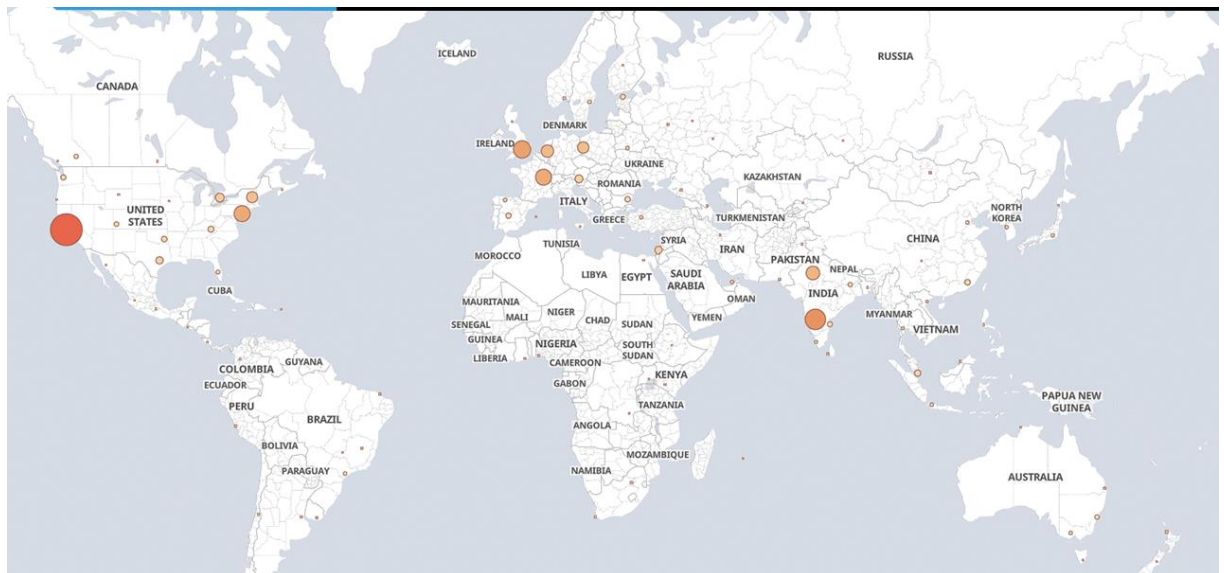 ICELAND
RUSSIA
CANADA
DENMARK
IRELAND
UKRAINE
KAZAKHSTAN
ROMANIA
ITALY
UNITED
STATES
NORTH
KOREA
GREECE
TURKMENISTAN
CHINA
SYRIA
IRAN
TUNISIA
MOROCCO
PAKISTAN
NEPAL
LIBYA
EGYPT
SAUDI
ARABIA
CUBA
INDIA
OMAN
MAURITANIA
NIGER
MALI
CHAD
SUDAN
YEMEN
MYANMAR
SENEGAL
VIETNAM
GUINEA
NIGERIA
SOUTH
SUDAN
LIBERIA
CAMEROON
GUYANA
COLOMBIA
KENYA
ECUADOR
GABON
PAPUA NEW
GUINEA
PERU
TANZANIA
BRAZIL
ANGOLA
BOLIVIA
MOZAMBIQUE
PARAGUAY
NAMIBIA
AUSTRALIA